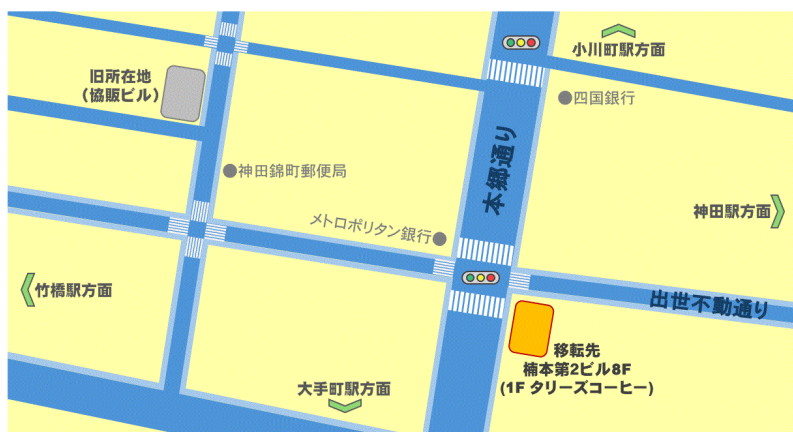 小川町駅方面
旧所在地
（協販ビル）
四国銀行
本郷通り
神田錦町郵便局
神田駅方面
メトロポリタン銀行
竹橋駅方面
出世不動通り
移転先
楠本第2ビル8F
(1F タリーズコーヒー)
大手町駅方面